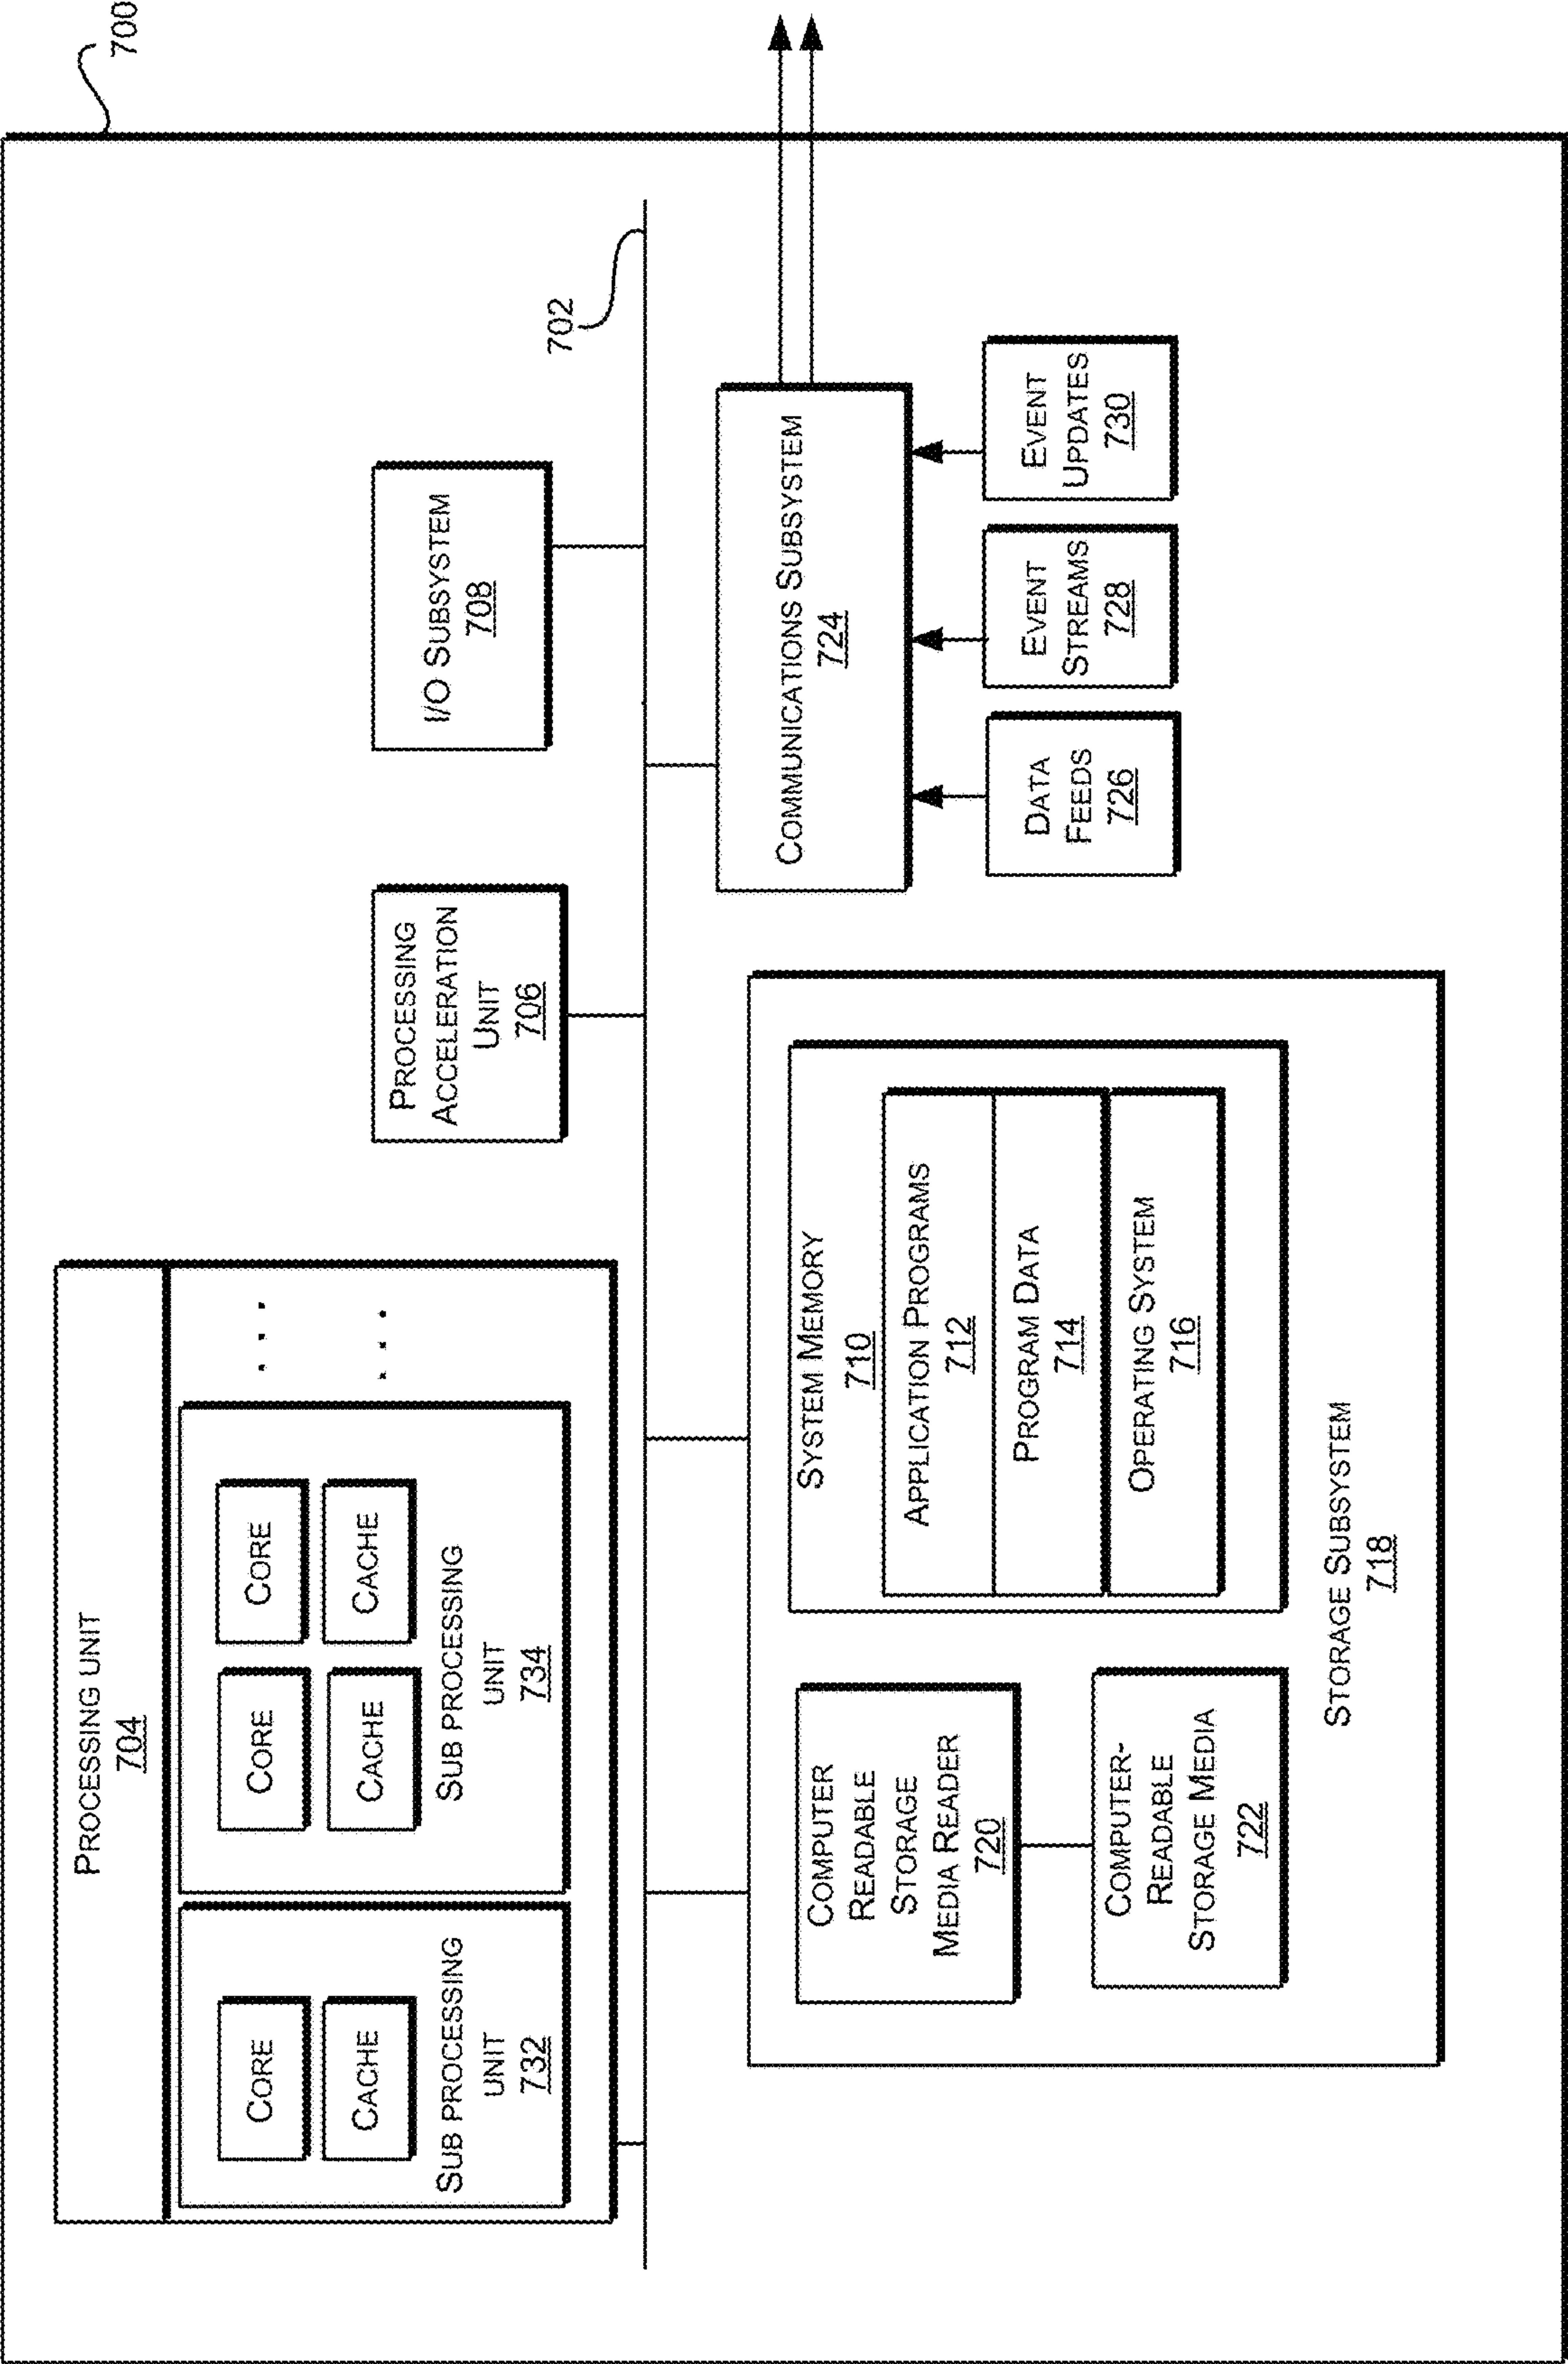 700
PROCESSING UNIT
704
CORE
CACHE
SUB PROCESSING
UNIT
732
CORE
CORE
CACHE
CACHE
SUB PROCESSING
UNIT
734
. . .
. . .
PROCESSING
ACCELERATION
UNIT
706
I/O SUBSYSTEM
708
702
COMPUTER
READABLE
STORAGE
MEDIA READER
720
COMPUTER-
READABLE
STORAGE MEDIA
722
SYSTEM MEMORY
710
APPLICATION PROGRAMS
712
PROGRAM DATA
714
OPERATING SYSTEM
716
STORAGE SUBSYSTEM
718
COMMUNICATIONS SUBSYSTEM
724
DATA
FEEDS
726
EVENT
STREAMS
728
EVENT
UPDATES
730